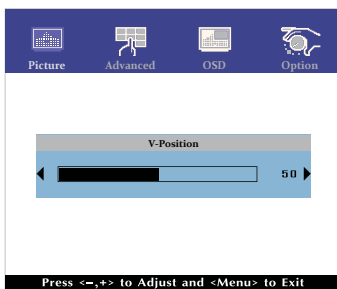 Picture Advanced OSD Option
V-Position
50
Press <–,+> to Adjust and <Menu> to Exit